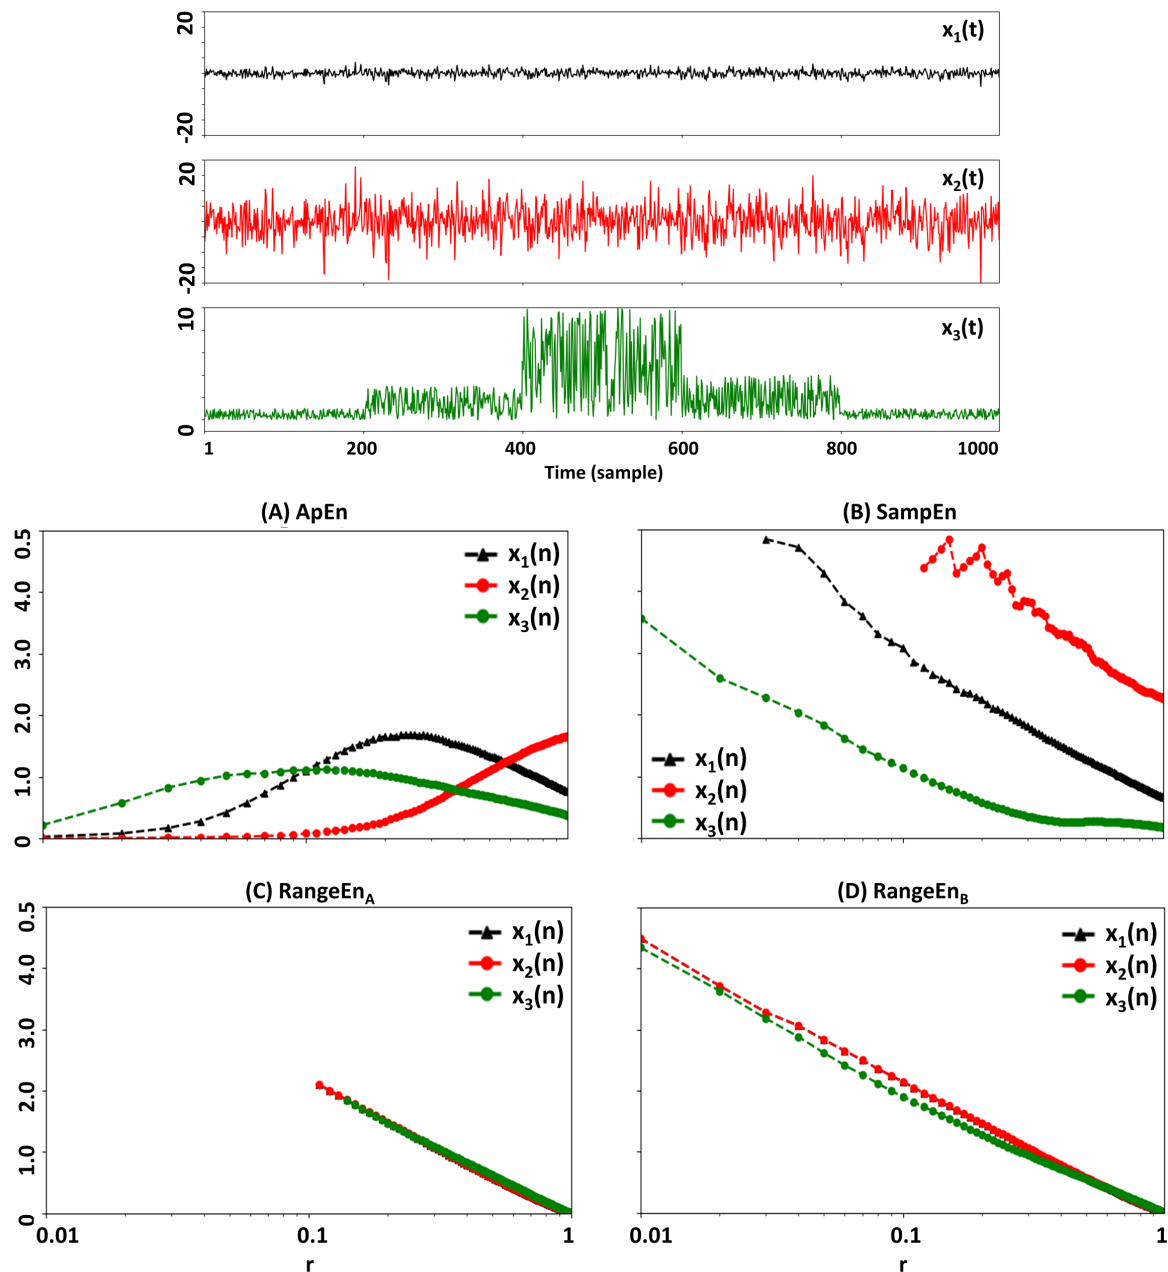 20
-20
x1(t)
20
-20
x2(t)
10
0
x3(t)
1 200 400 600 800 1000
Time (sample)
(A) ApEn
0.5
4.0
3.0
2.0
1.0
0
x1(n)
x2(n)
x3(n)
(B) SampEn
x1(n)
x2(n)
x3(n)
(C) RangeEnA
0.5
4.0
3.0
2.0
1.0
0
x1(n)
x2(n)
x3(n)
0.01 0.1 1
r
(D) RangeEnB
x1(n)
x2(n)
x3(n)
0.01 0.1 1
r